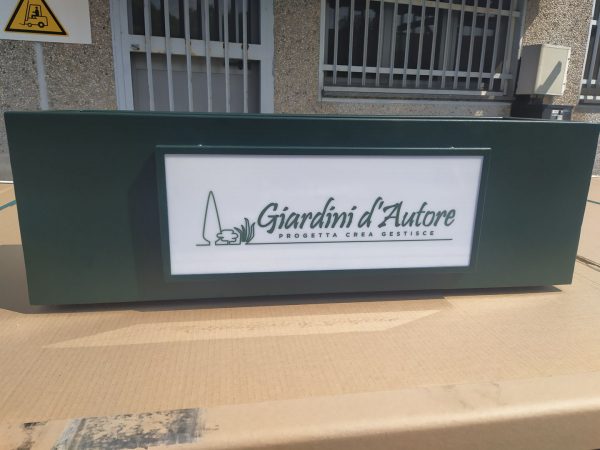 Giardini d'Autore
PROGETTA CREA GESTISCE